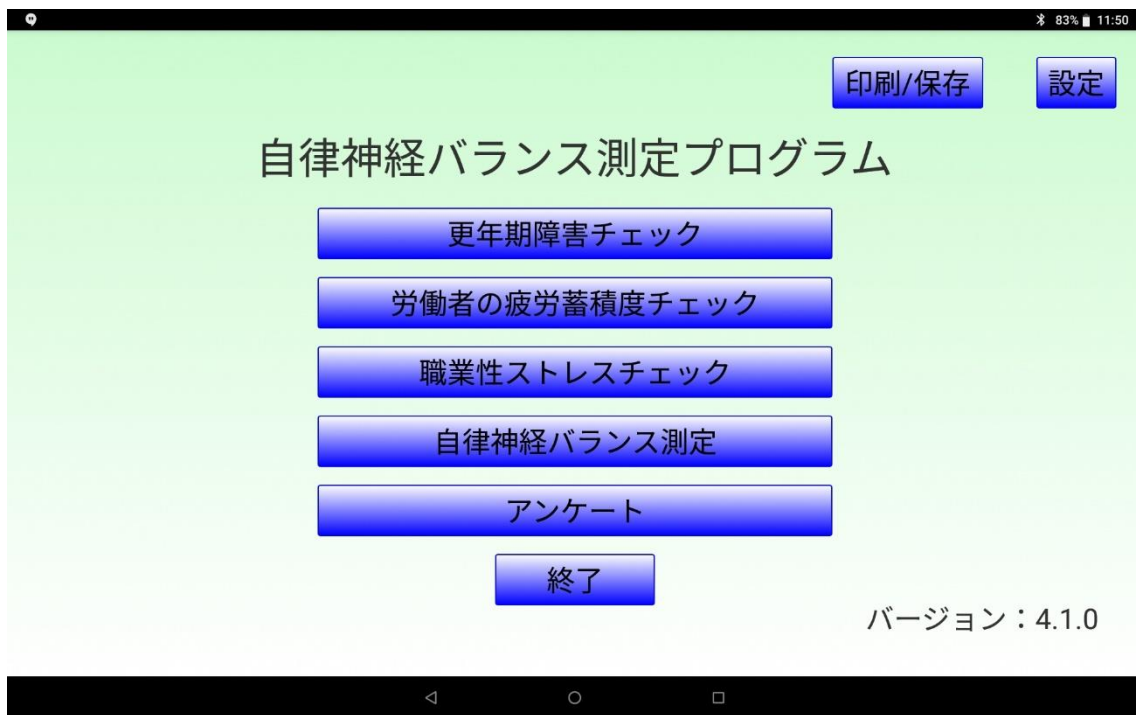 83% 11:50
印刷/保存 設定
自律神経バランス測定プログラム
更年期障害チェック
労働者の疲労蓄積度チェック
職業性ストレスチェック
自律神経バランス測定
アンケート
終了
バージョン：4.1.0